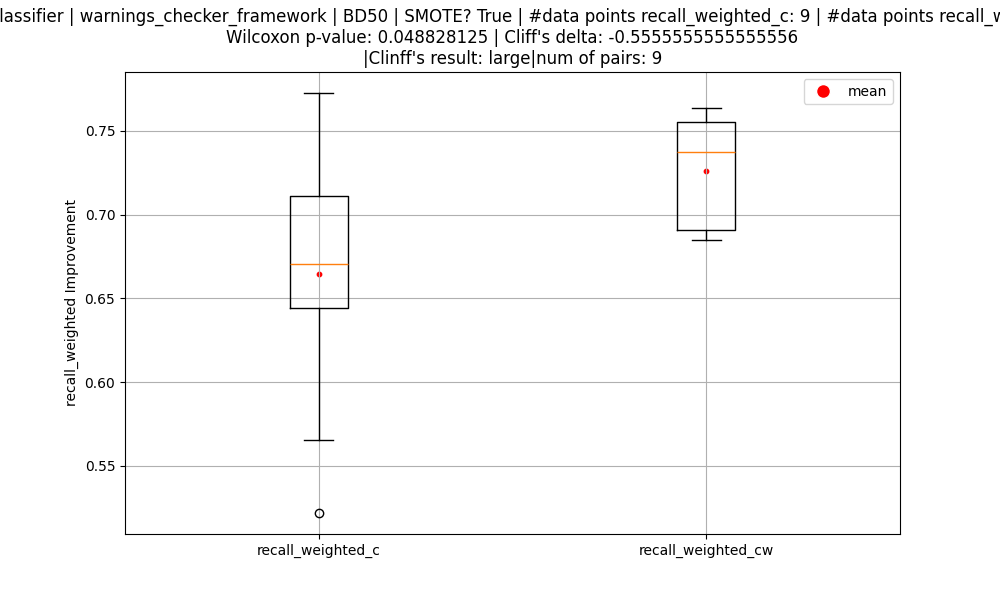 lassifier | warnings_checker_framework | BD50 | SMOTE? True | #data points recall_weighted_c: 9 | #data points recall_w
Wilcoxon p-value: 0.048828125 | Cliff's delta: -0.5555555555555556
|Clinff's result: large|num of pairs: 9
mean
0.75
0.70
0.65
0.60
0.55
recall_weighted Improvement
recall_weighted_c
recall_weighted_cw